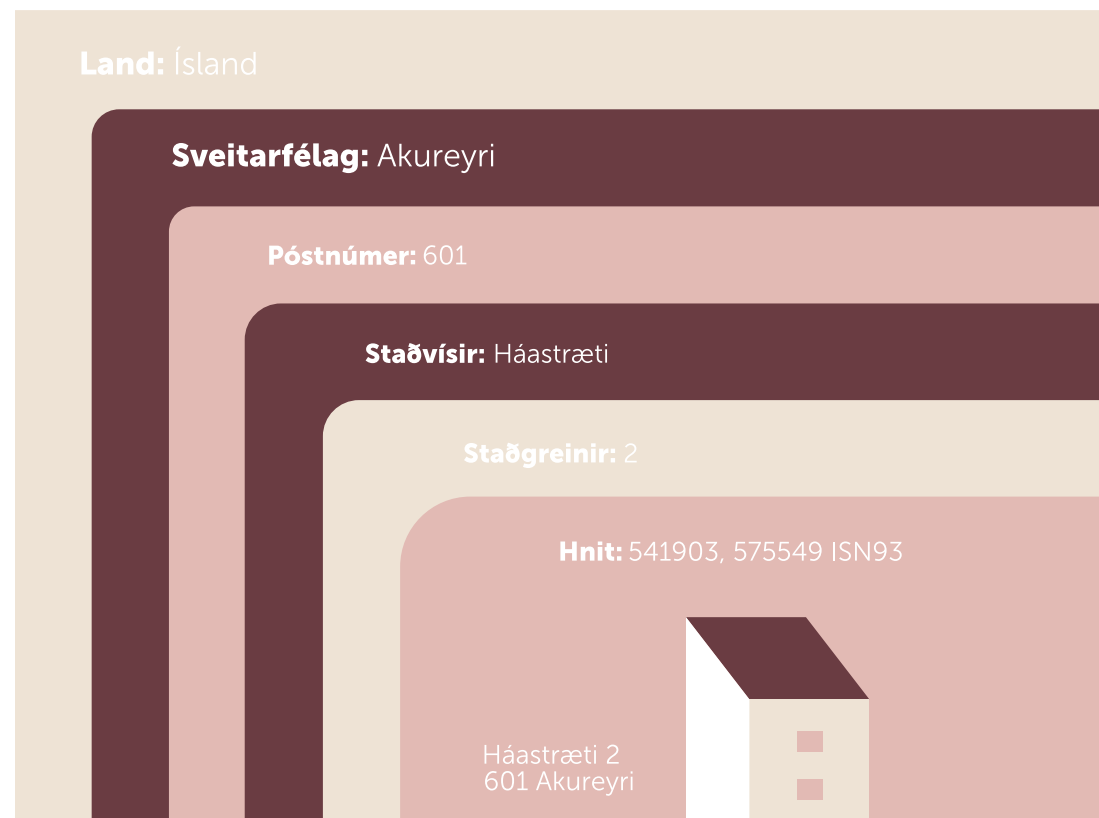 Land: Ísland
Sveitarfélag: Akureyri
Póstnúmer: 601
Staðvísir: Háastræti
Staðgreinir: 2
Hnit: 541903, 575549 ISN93
Háastræti 2
601 Akureyri